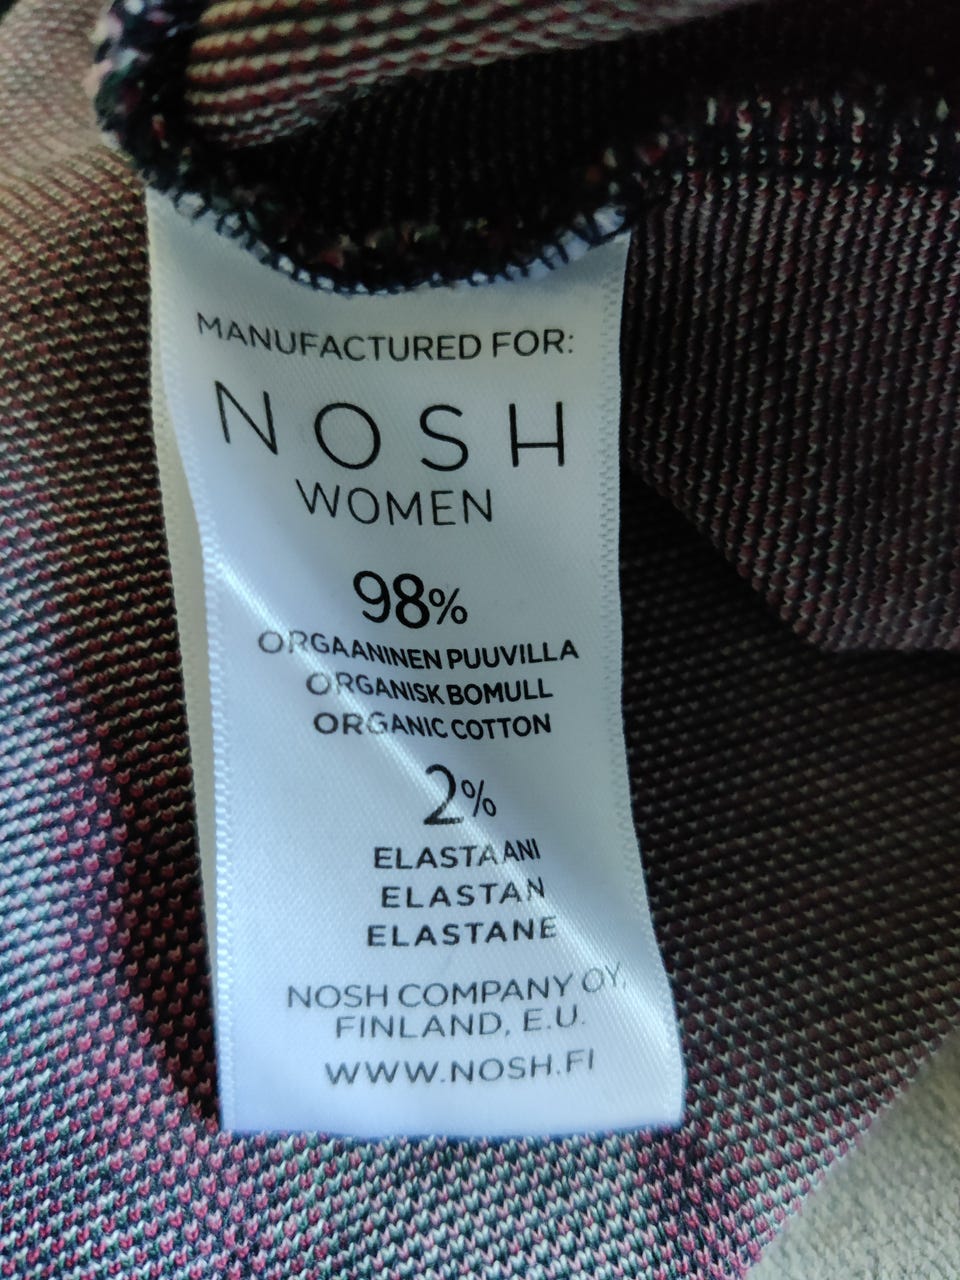 MANUFACTURED FOR:
NOSH
WOMEN
98%
ORGAANINEN PUUVILLA
ORGANISK BOMULL
ORGANIC COTTON
2%
ELASTAANI
ELASTAN
ELASTANE
NOSH COMPANY OY,
FINLAND, E.U.
WWW.NOSH.FI